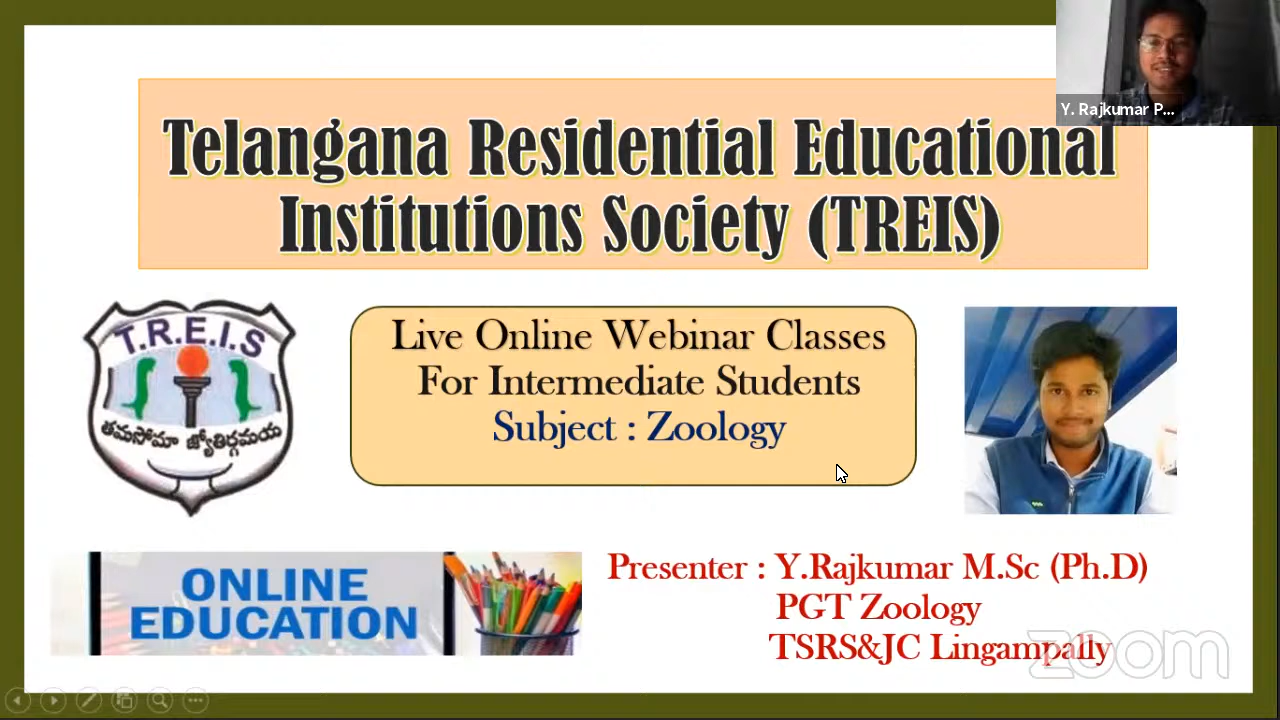 Y. Rajkumar P...
Telangana Residential Educational
Institutions Society (TREIS)
T.R.E.I.S
తమసోమా జ్యోతిర్గమయ
Live Online Webinar Classes
For Intermediate Students
Subject : Zoology
ONLINE
EDUCATION
Presenter : Y.Rajkumar M.Sc (Ph.D)
PGT Zoology
TSRS&JC Lingampally
zoom